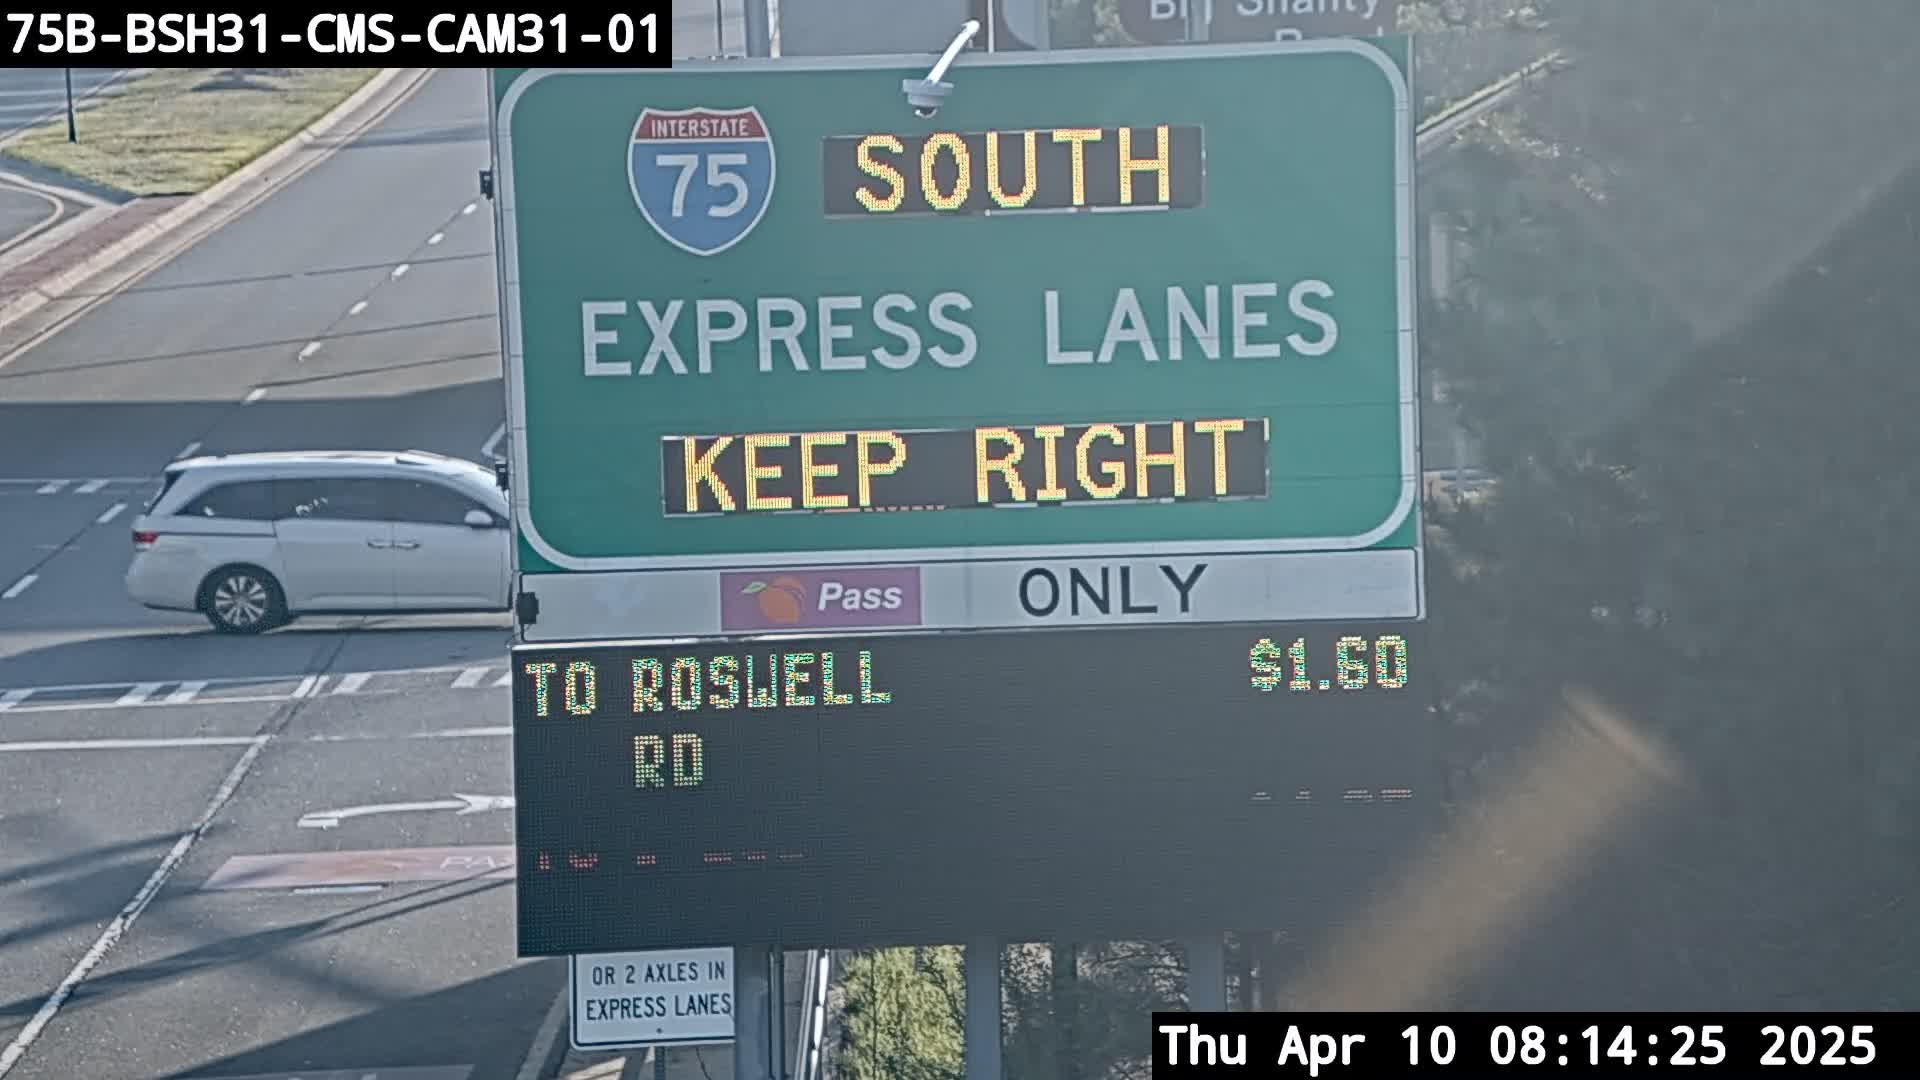 75B-BSH31-CMS-CAM31-01
Shanty
INTERSTATE
75
SOUTH
EXPRESS LANES
KEEP RIGHT
Pass
ONLY
TO ROSWELL $1.60
RD
OR 2 AXLES IN
EXPRESS LANES
Thu Apr 10 08:14:25 2025